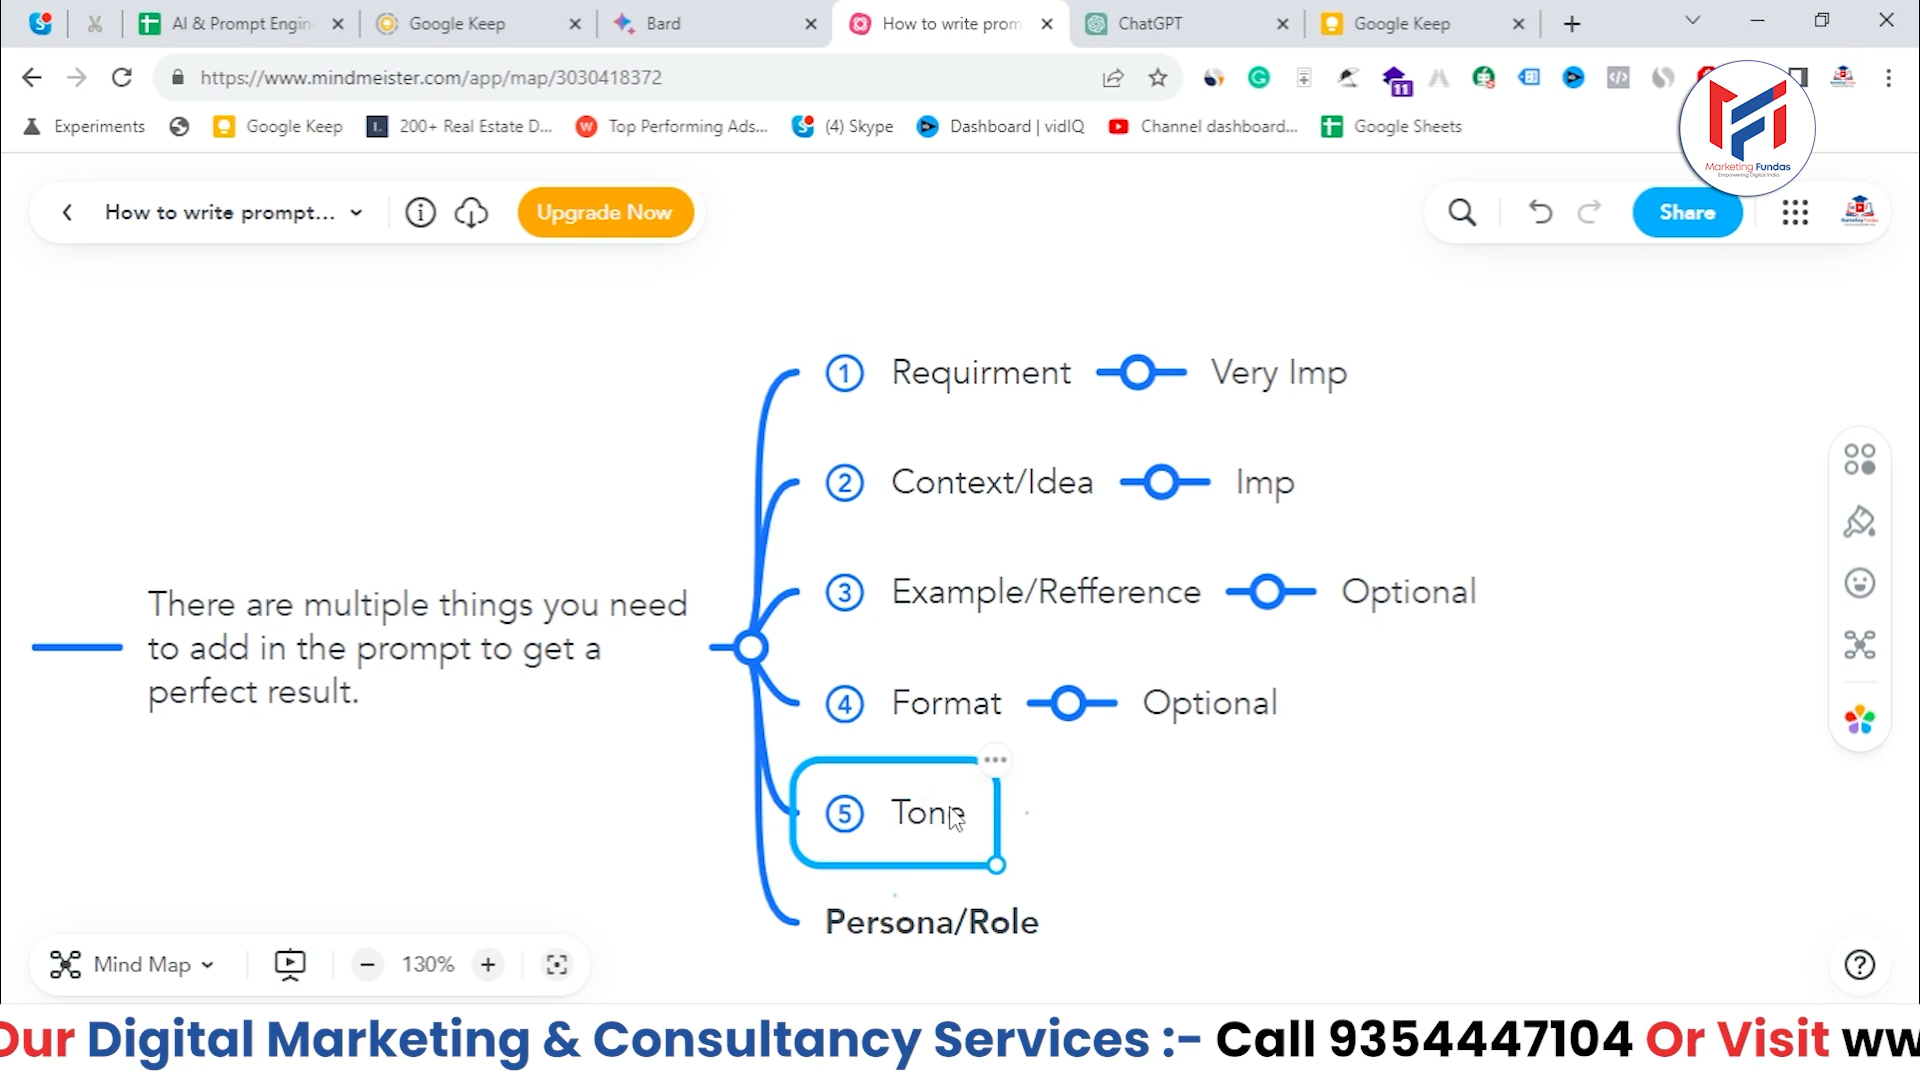 AI & Prompt Engin
Google Keep
Bard
How to write prom
ChatGPT
Google Keep
https://www.mindmeister.com/app/map/3030418372
11
Experiments
Google Keep
200+ Real Estate D...
Top Performing Ads...
(4) Skype
Dashboard | vidIQ
Channel dashboard...
Google Sheets
Marketing Fundas
Empowering Digital India
How to write prompt...
Upgrade Now
Share
1 Requirment Very Imp
2 Context/Idea Imp
3 Example/Refference Optional
There are multiple things you need
to add in the prompt to get a
perfect result.
4 Format Optional
5 Tone
Persona/Role
Mind Map
130%
Our Digital Marketing & Consultancy Services :- Call 9354447104 Or Visit ww